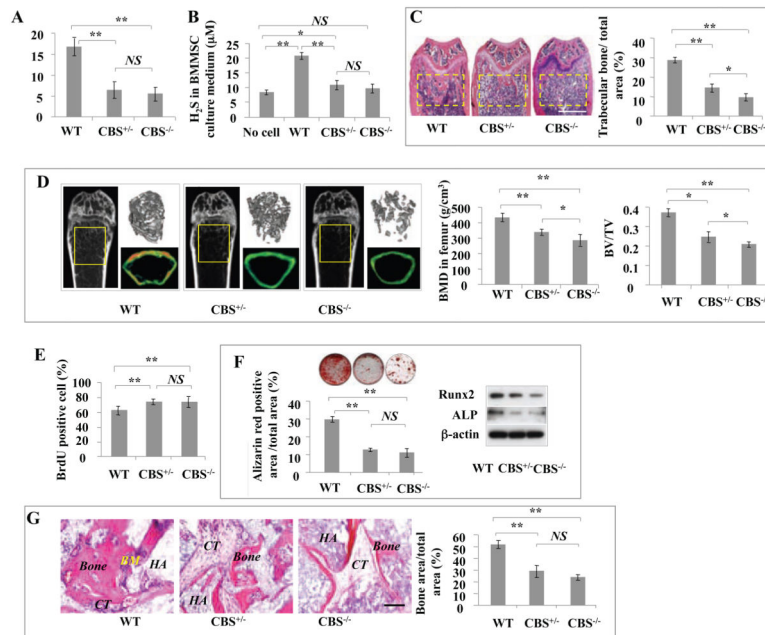 A
**
**
NS
20
15
10
5
0
WT CBS+/- CBS-/-
B
H2S in BMMSC
culture medium (μM)
NS
*
** **
NS
25
20
15
10
5
0
No cell WT CBS+/- CBS-/-
C
WT CBS+/- CBS-/-
Trabecular bone/ total
area (%)
**
**
*
40
30
20
10
0
WT CBS+/- CBS-/-
D
WT CBS+/- CBS-/-
BMD in femur (g/cm3)
**
**
*
600
500
400
300
200
100
0
WT CBS+/- CBS-/-
BV/TV
**
*
*
0.4
0.3
0.2
0.1
0
WT CBS+/- CBS-/-
E
BrdU positive cell (%)
**
**
NS
100
80
60
40
20
0
WT CBS+/- CBS-/-
F
Alizarin red positive
area /total area (%)
**
**
NS
40
30
20
10
0
WT CBS+/- CBS-/-
Runx2
ALP
β-actin
WT CBS+/- CBS-/-
G
Bone BM HA CT
CT Bone HA
HA Bone CT
WT CBS+/- CBS-/-
Bone area/total
area (%)
**
**
NS
60
50
40
30
20
10
0
WT CBS+/- CBS-/-